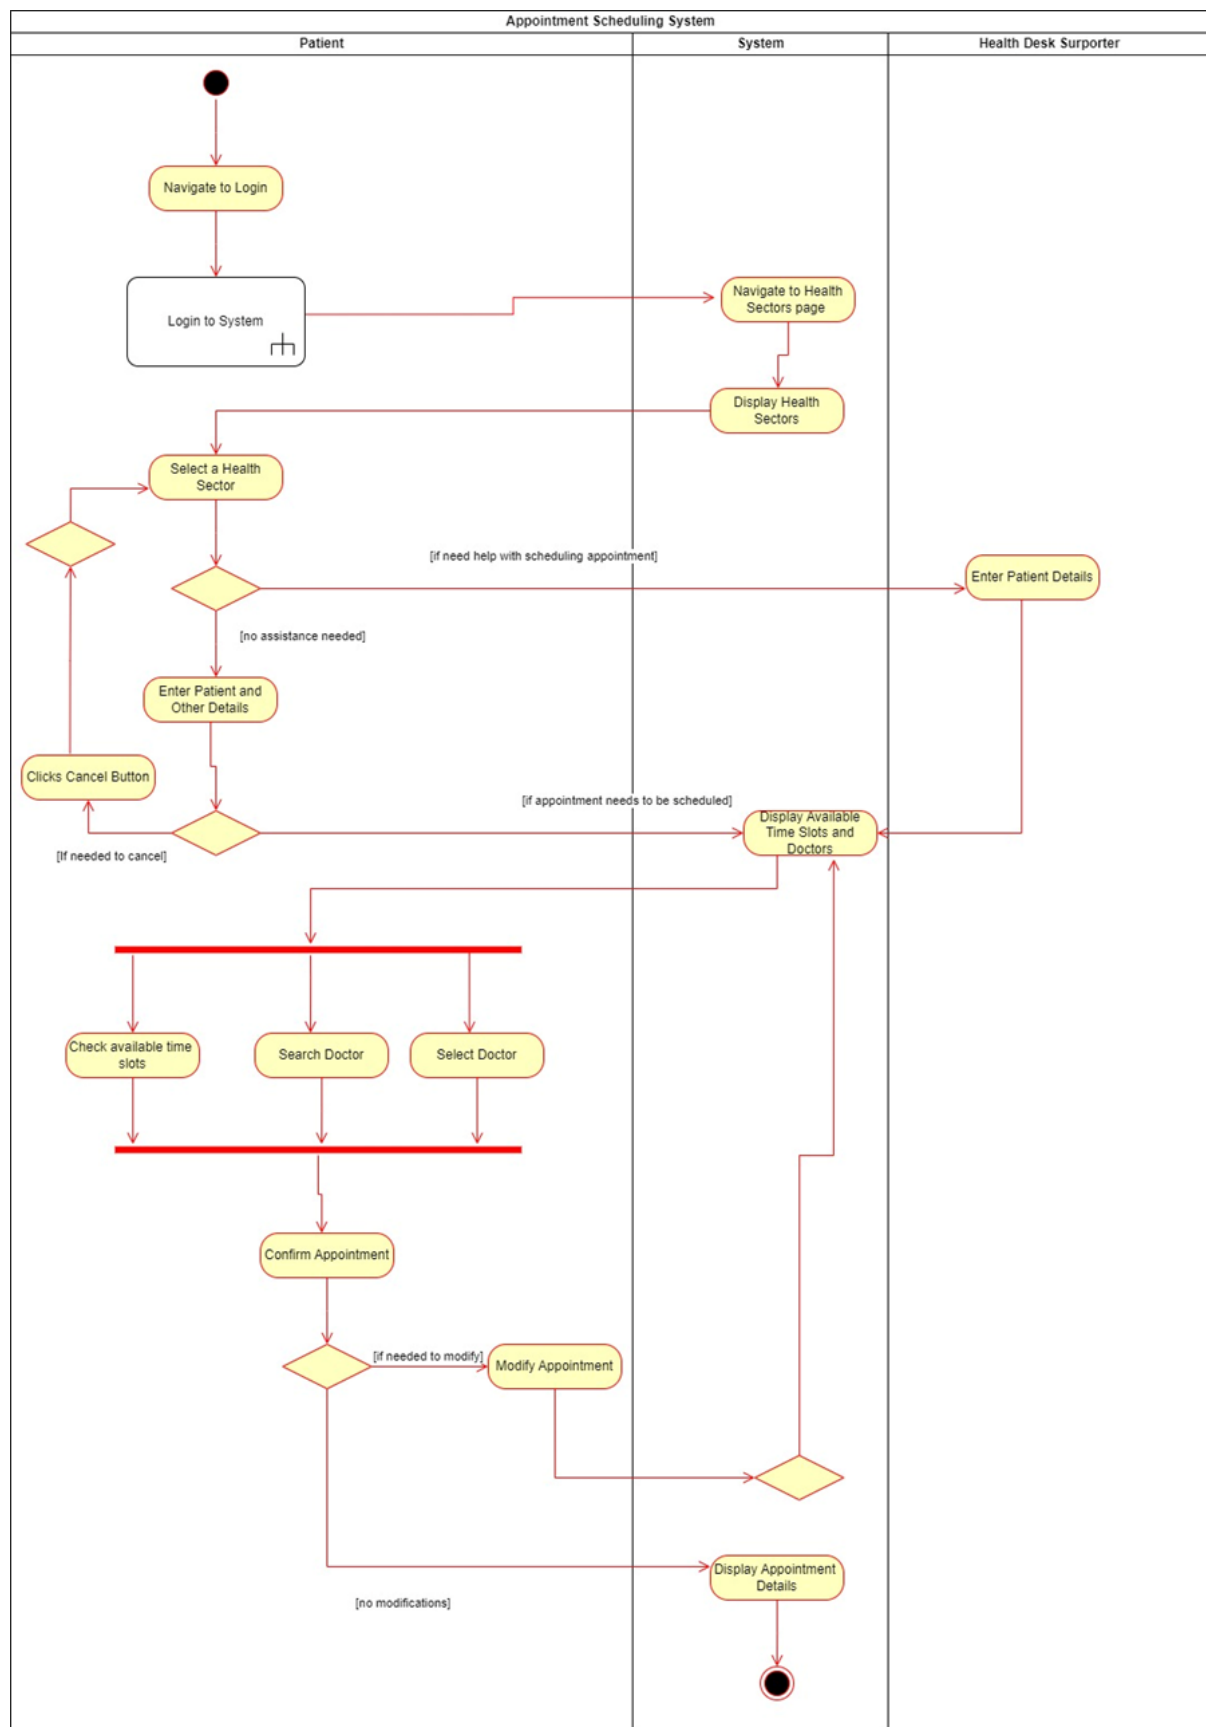 Appointment Scheduling System
Patient
System
Health Desk Surporter
Navigate to Login
Login to System
Navigate to Health
Sectors page
Display Health
Sectors
Select a Health
Sector
[if need help with scheduling appointment]
Enter Patient Details
[no assistance needed]
Enter Patient and
Other Details
Clicks Cancel Button
[if appointment needs to be scheduled]
Display Available
Time Slots and
Doctors
[If needed to cancel]
Check available time
slots
Search Doctor
Select Doctor
Confirm Appointment
[if needed to modify]
Modify Appointment
Display Appointment
Details
[no modifications]